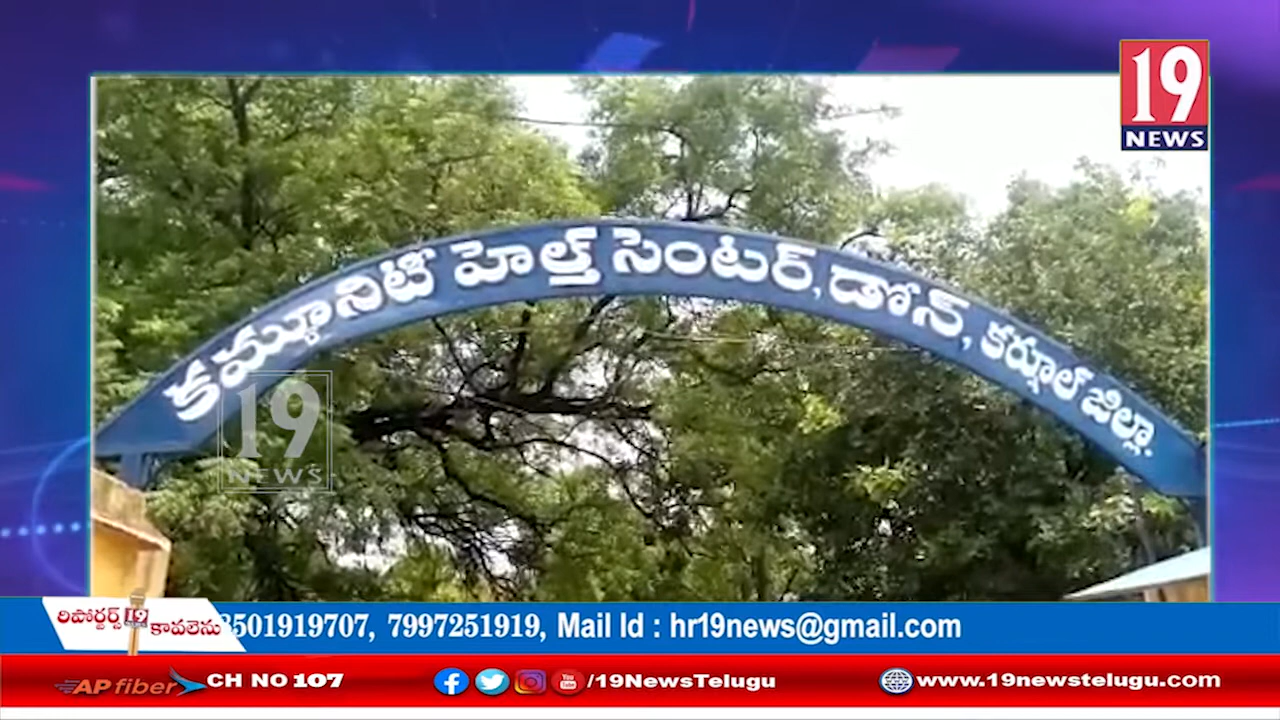 19
NEWS
కమ్యూనిటీ హెల్త్ సెంటర్, డోన్, కర్నూల్ జిల్లా.
19
NEWS
రిపోర్టర్స్
కావలెను
8501919707, 7997251919, Mail Id : hr19news@gmail.com
AP fiber CH NO 107
/19NewsTelugu
www.19newstelugu.com